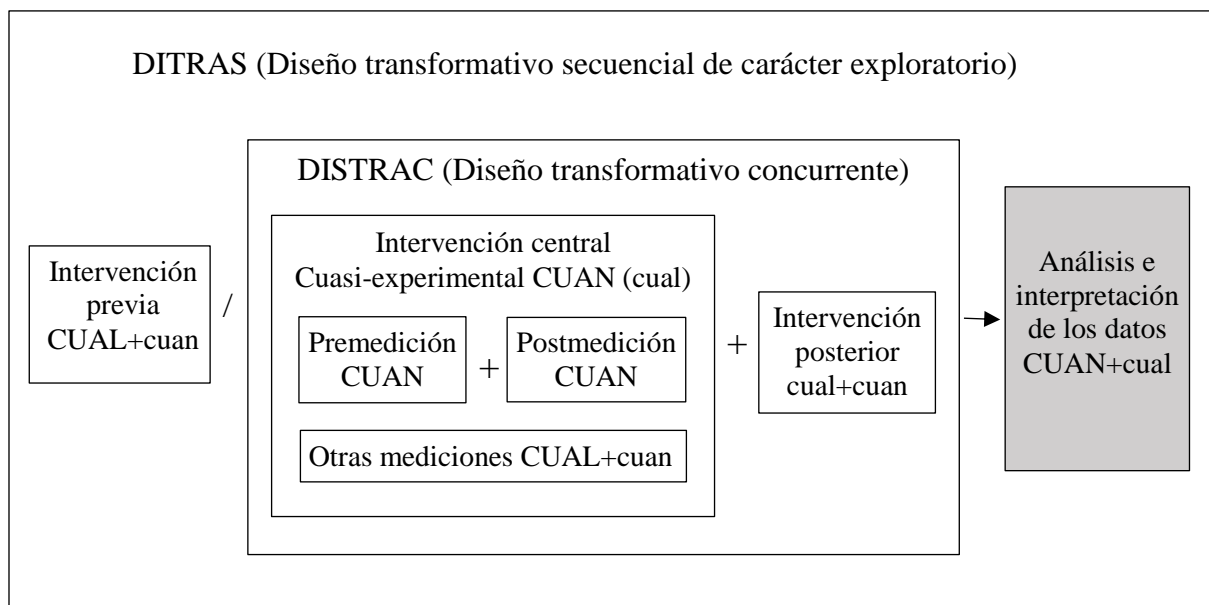 DITRAS (Diseño transformativo secuencial de carácter exploratorio)
DISTRAC (Diseño transformativo concurrente)
Intervención
previa
CUAL+cuan
/
Intervención central
Cuasi-experimental CUAN (cual)
Premedición
CUAN
+
Postmedición
CUAN
Otras mediciones CUAL+cuan
+
Intervención
posterior
cual+cuan
Análisis e
interpretación
de los datos
CUAN+cual